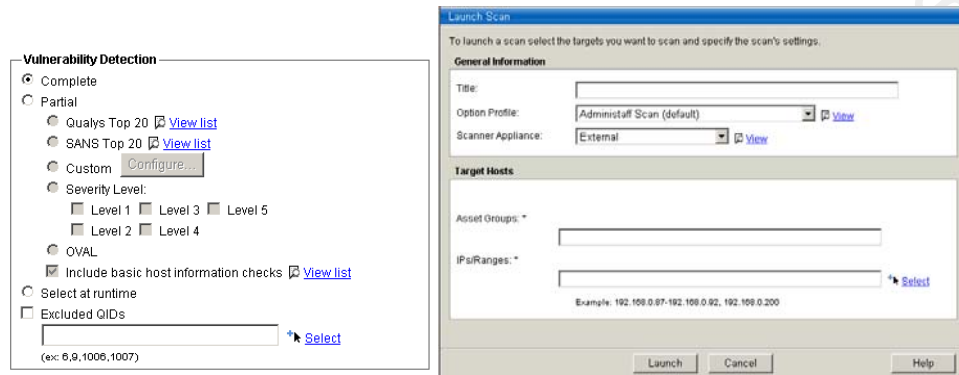 Vulnerability Detection
Complete
Partial
Qualys Top 20 View list
SANS Top 20 View list
Custom Configure...
Severity Level:
Level 1 Level 3 Level 5
Level 2 Level 4
OVAL
Include basic host information checks View list
Select at runtime
Excluded QIDs
Select
(ex: 6,9,1006,1007)
Launch Scan
To launch a scan select the targets you want to scan and specify the scan's settings.
General Information
Title:
Option Profile: Administaff Scan (default) View
Scanner Appliance: External View
Target Hosts
Asset Groups: *
IPs/Ranges: *
Select
Example: 192.168.0.87-192.168.0.92, 192.168.0.200
Launch Cancel Help